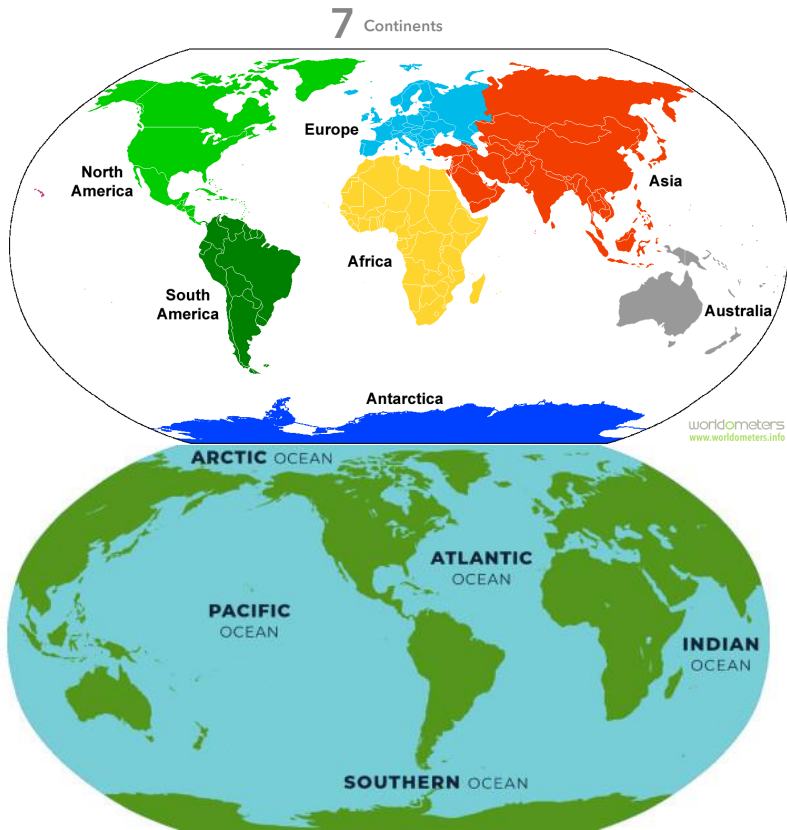 7 Continents
Europe
North
America
Asia
Africa
South
America
Australia
Antarctica
worldometers
www.worldometers.info
ARCTIC OCEAN
ATLANTIC
OCEAN
PACIFIC
OCEAN
INDIAN
OCEAN
SOUTHERN OCEAN